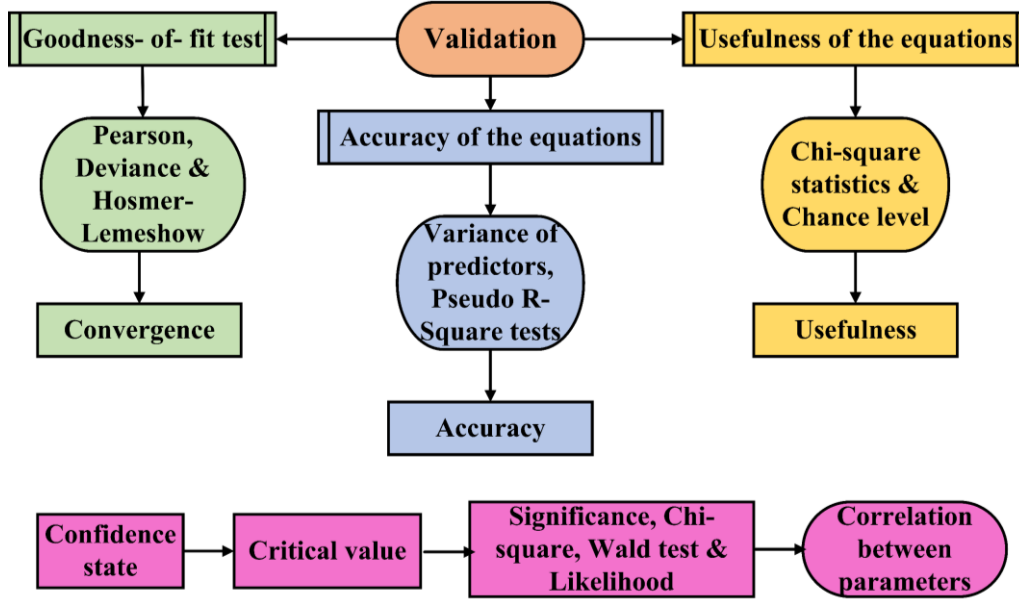 Goodness- of- fit test
Validation
Usefulness of the equations
Pearson,
Deviance &
Hosmer-
Lemeshow
Accuracy of the equations
Chi-square
statistics &
Chance level
Variance of
predictors,
Pseudo R-
Square tests
Convergence
Usefulness
Accuracy
Confidence
state
Critical value
Significance, Chi-
square, Wald test &
Likelihood
Correlation
between
parameters